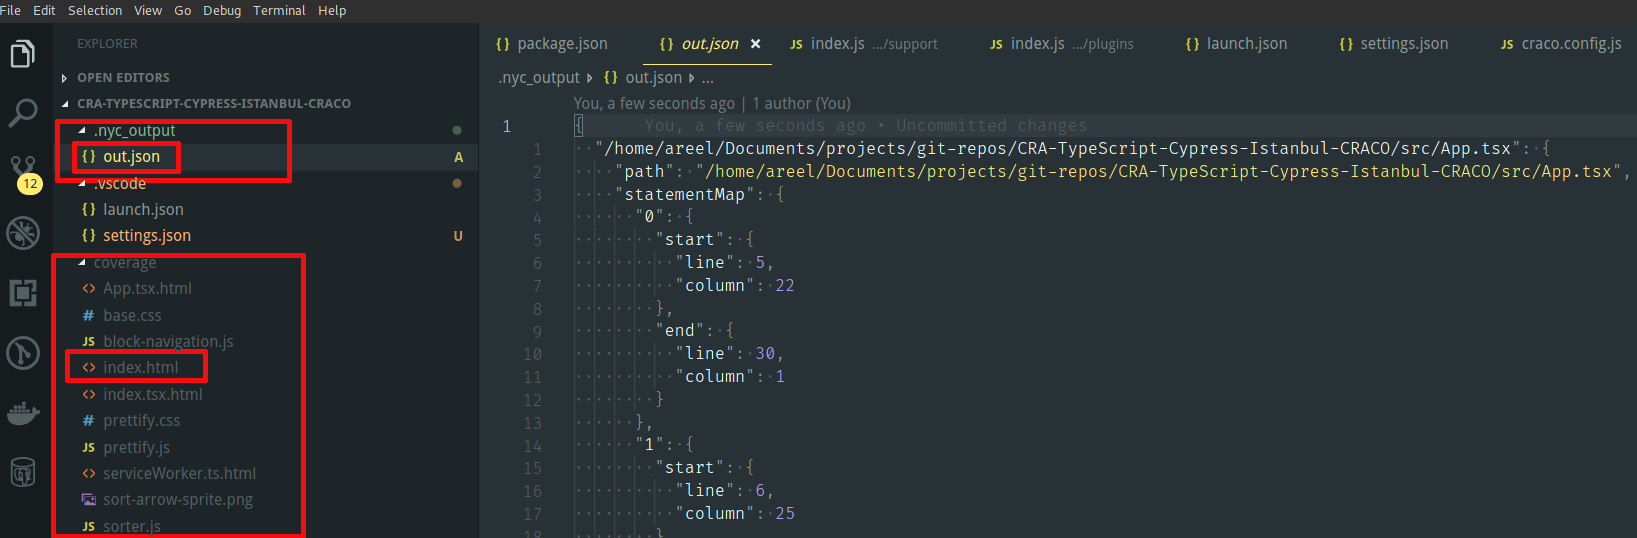 File Edit Selection View Go Debug Terminal Help
EXPLORER
OPEN EDITORS
CRA-TYPESCRIPT-CYPRESS-ISTANBUL-CRACO
.nyc_output
{} out.json A
.vscode
{} launch.json
{} settings.json U
coverage
<> App.tsx.html
# base.css
JS block-navigation.js
<> index.html
<> index.tsx.html
# prettify.css
JS prettify.js
<> serviceWorker.ts.html
sort-arrow-sprite.png
JS sorter.js
12
{} package.json {} out.json × JS index.js .../support JS index.js .../plugins {} launch.json {} settings.json JS craco.config.js
.nyc_output {} out.json ...
You, a few seconds ago | 1 author (You)
1 { You, a few seconds ago • Uncommitted changes
1 "/home/areel/Documents/projects/git-repos/CRA-TypeScript-Cypress-Istanbul-CRACO/src/App.tsx": {
2 "path": "/home/areel/Documents/projects/git-repos/CRA-TypeScript-Cypress-Istanbul-CRACO/src/App.tsx",
3 "statementMap": {
4 "0": {
5 "start": {
6 "line": 5,
7 "column": 22
8 },
9 "end": {
10 "line": 30,
11 "column": 1
12 }
13 },
14 "1": {
15 "start": {
16 "line": 6,
17 "column": 25
18 }